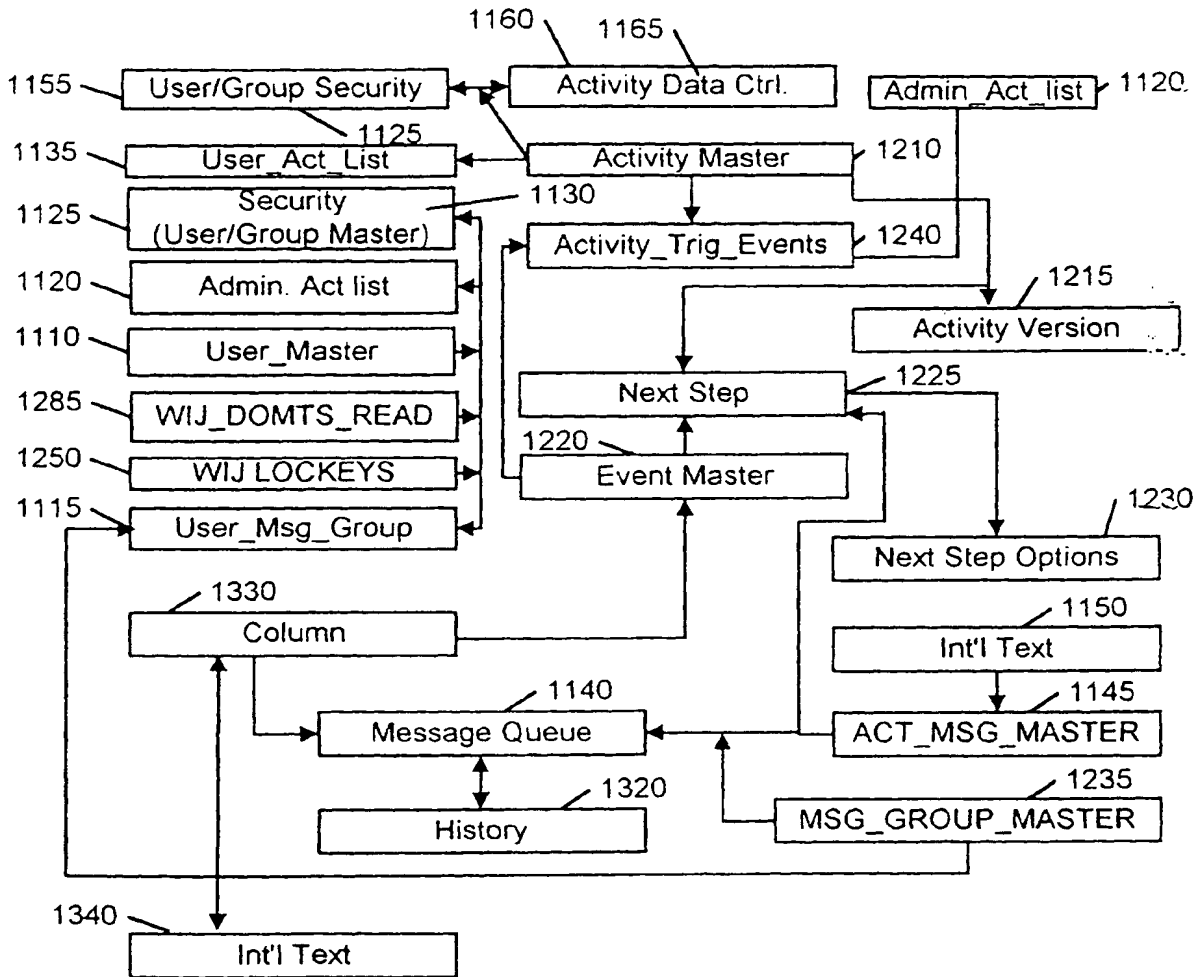 1160
1165
1155
User/Group Security
Activity Data Ctrl.
Admin_Act_list
1120
1125
1135
User_Act_List
Activity Master
1210
1125
Security
(User/Group Master)
1130
Activity_Trig_Events
1240
1120
Admin. Act list
1215
Activity Version
1110
User_Master
1225
Next Step
1285
WIJ_DOMTS_READ
1220
Event Master
1250
WIJ LOCKEYS
1115
User_Msg_Group
1230
Next Step Options
1330
Column
1150
Int'l Text
1140
Message Queue
1145
ACT_MSG_MASTER
1320
History
1235
MSG_GROUP_MASTER
1340
Int'l Text